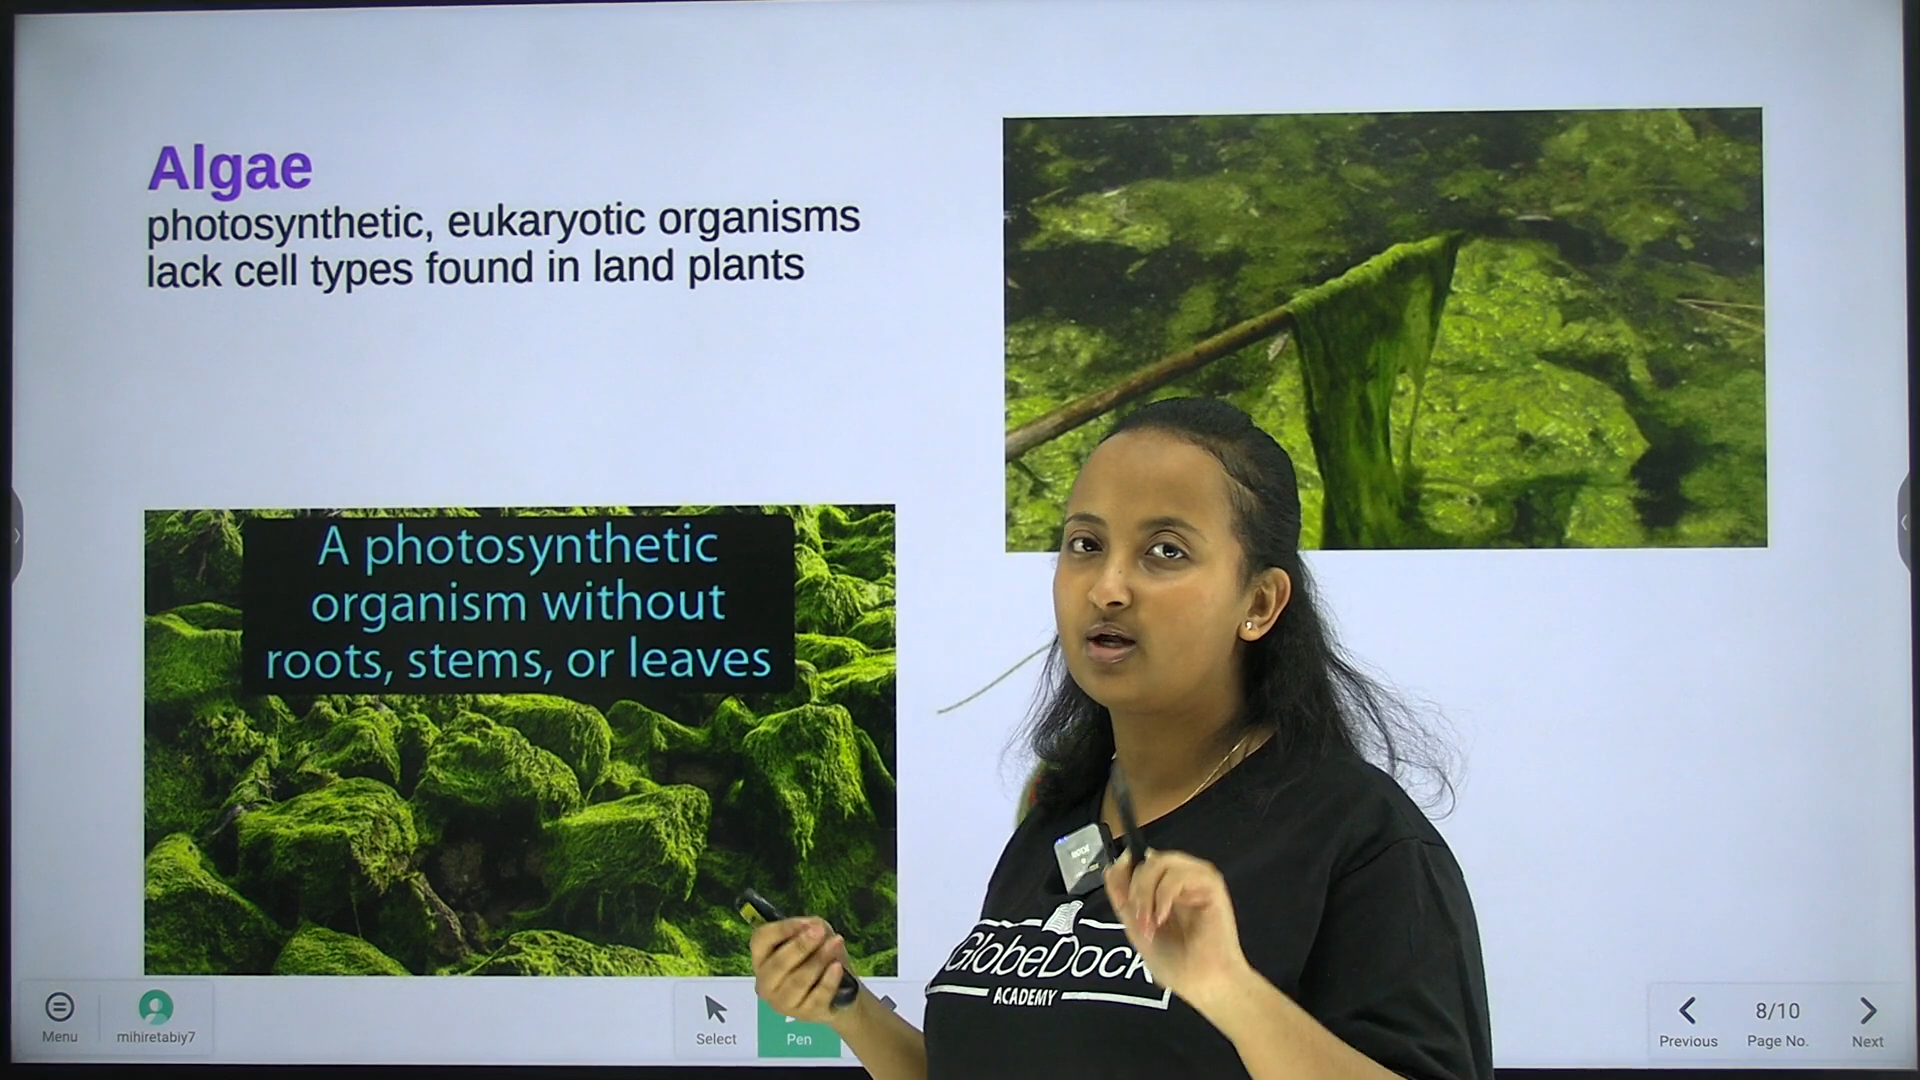 Algae
photosynthetic, eukaryotic organisms
lack cell types found in land plants
A photosynthetic
organism without
roots, stems, or leaves
GlobeDock
ACADEMY
Menu
mihiretabiy7
Select
Pen
8/10
Previous
Page No.
Next